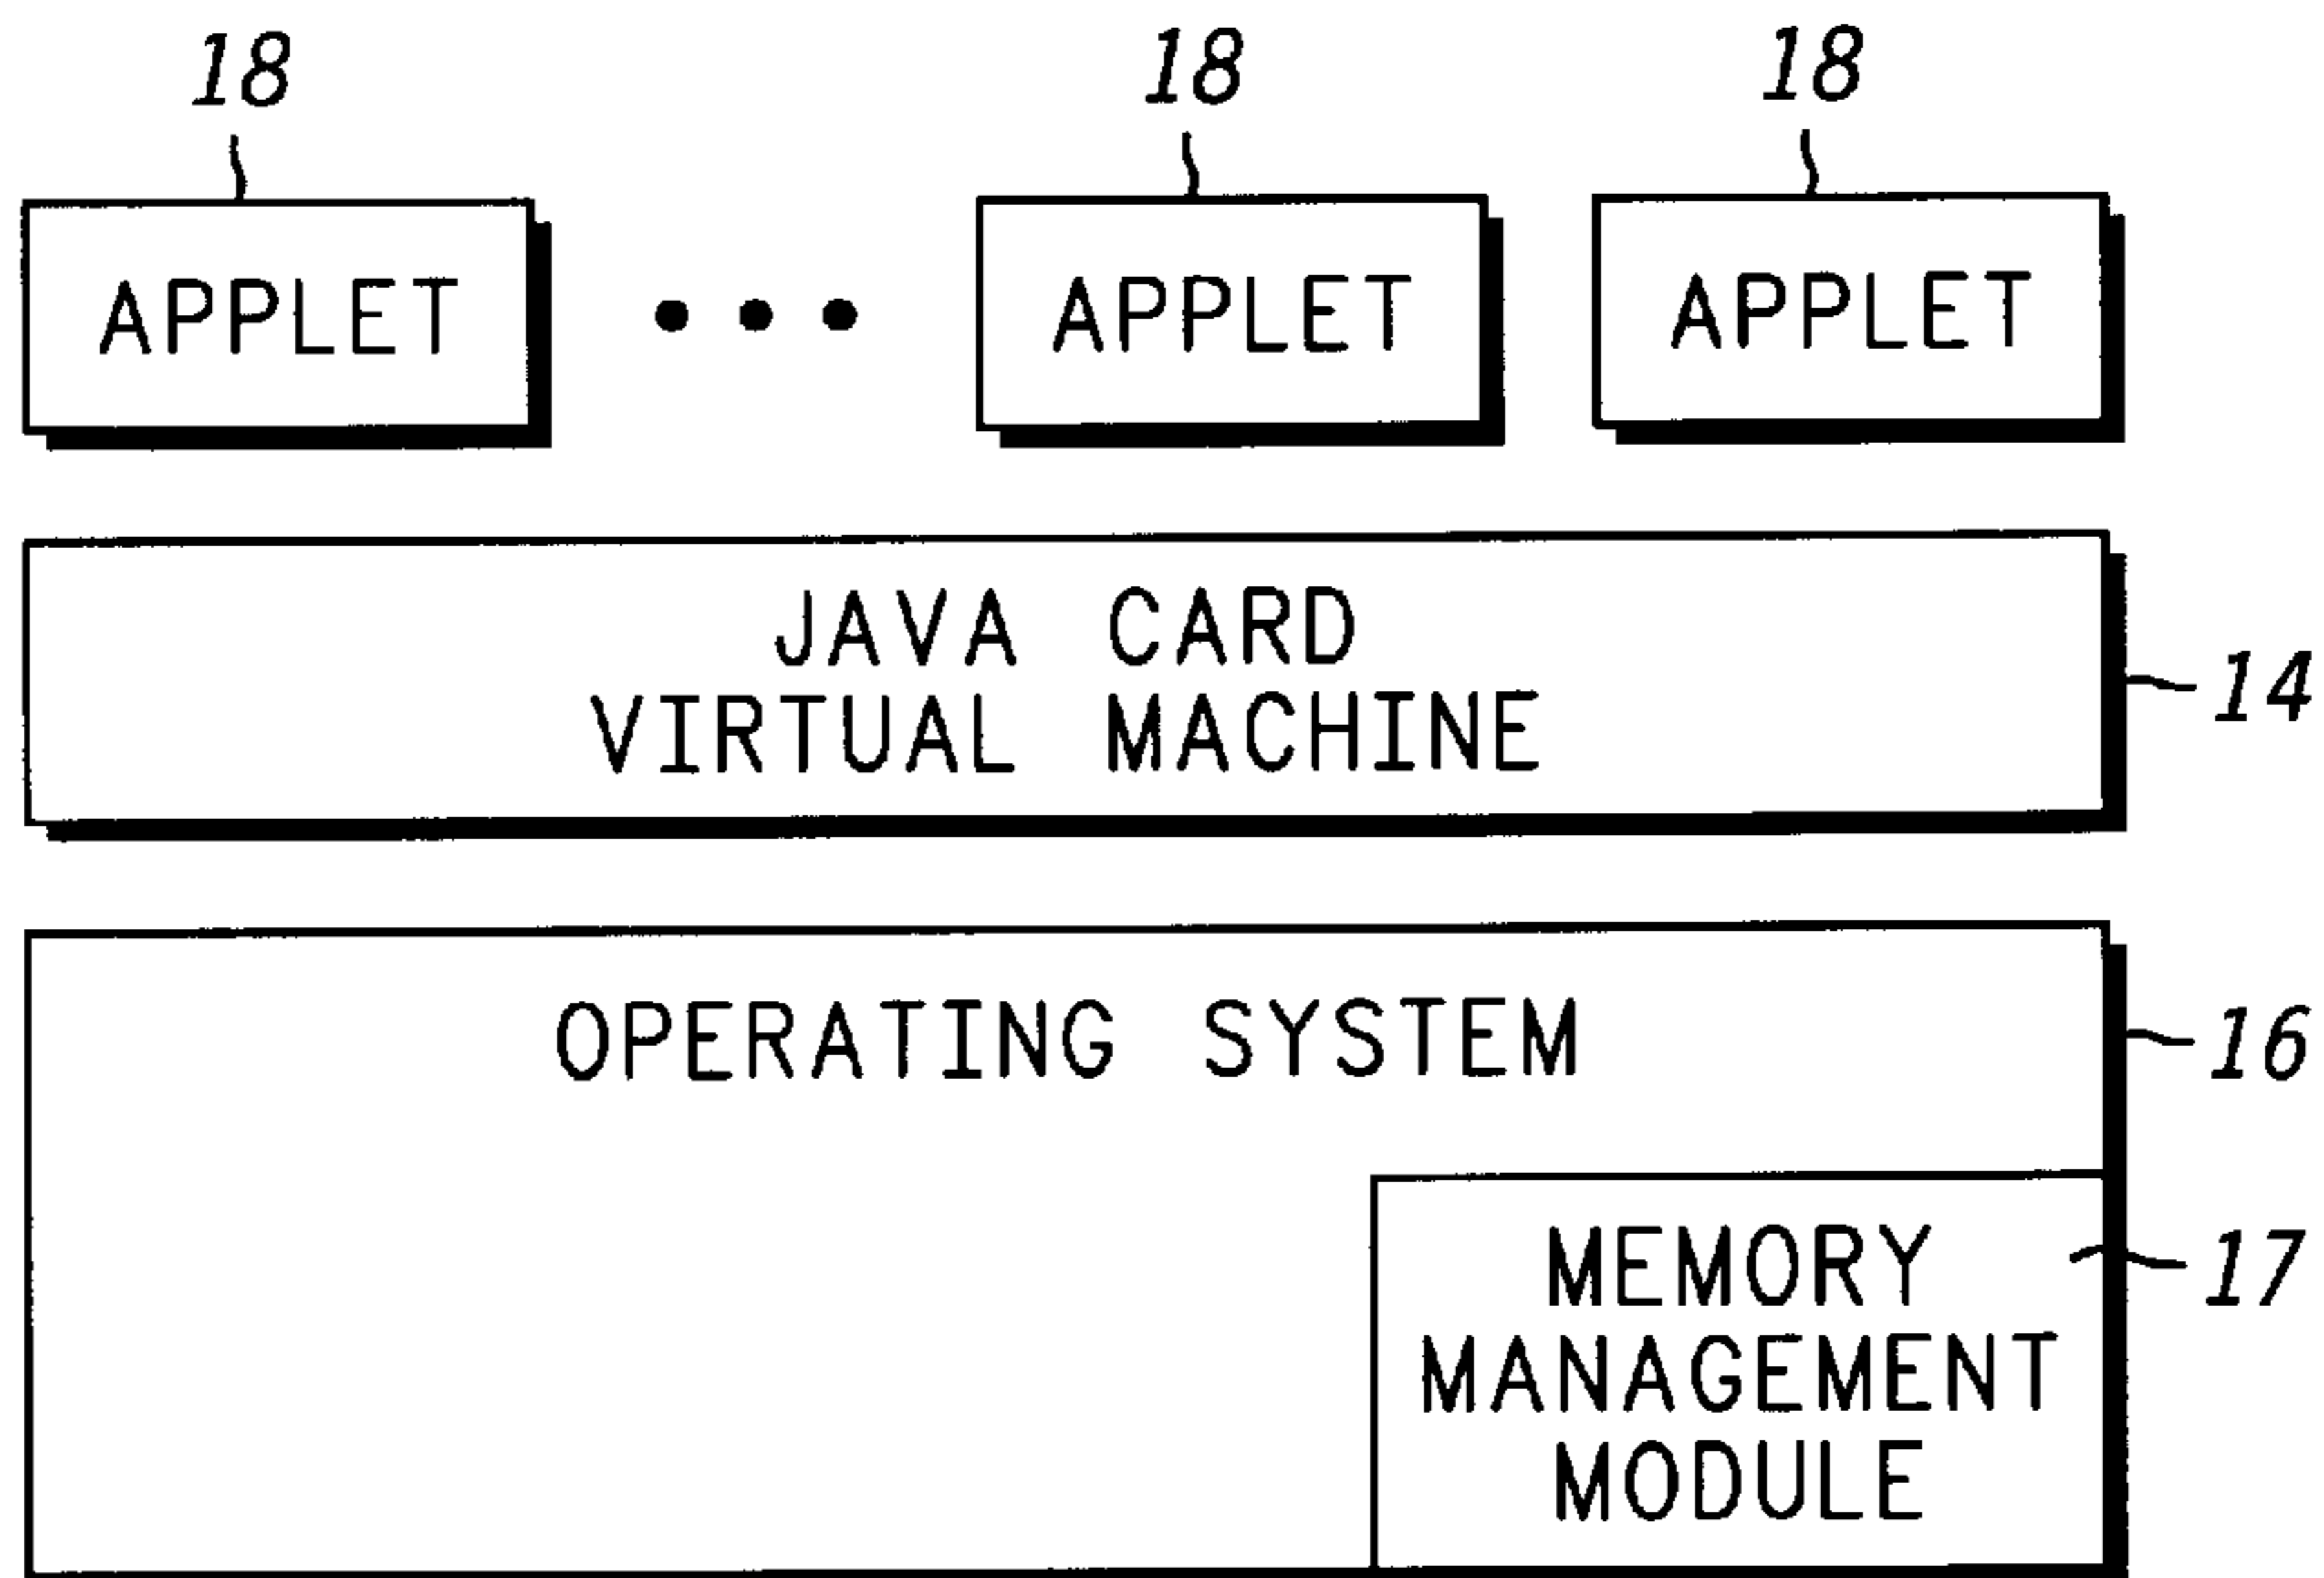 18 18 18
APPLET APPLET APPLET
JAVA CARD
VIRTUAL MACHINE
14
OPERATING SYSTEM
16
MEMORY
MANAGEMENT
MODULE
17